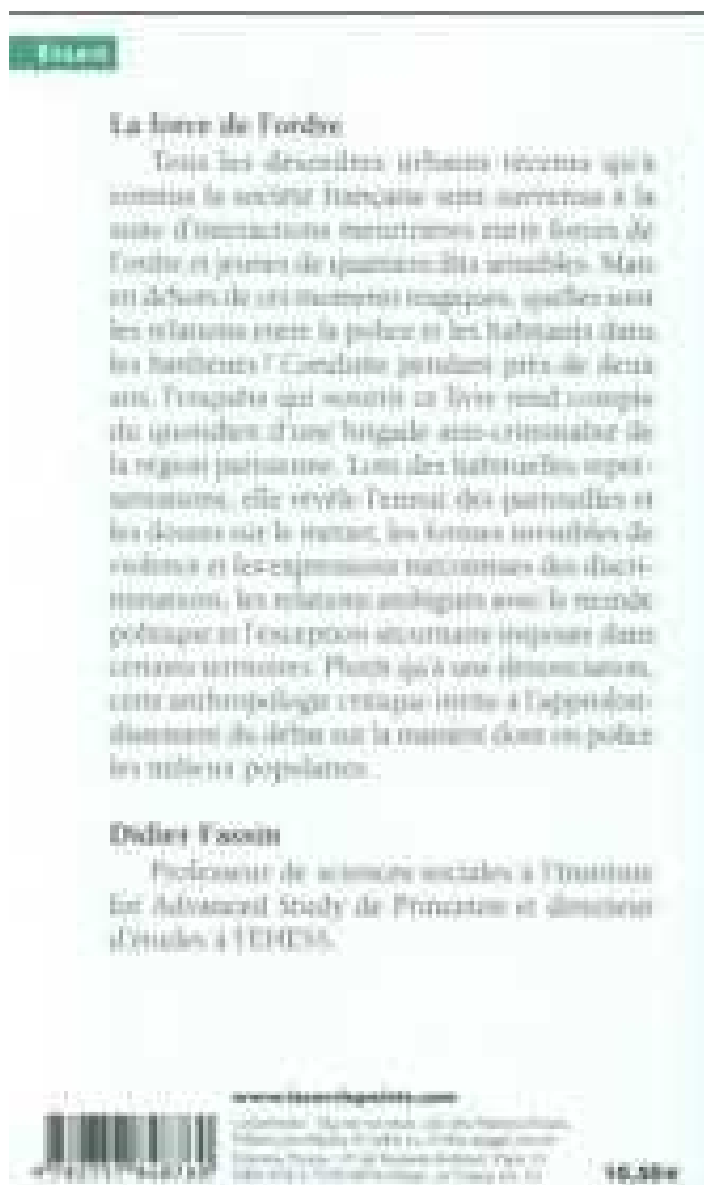 Essais
La force de l'ordre
Tous les désordres urbains récents qu'a
connus la société française sont survenus à la
suite d'interactions meurtrières entre forces de
l'ordre et jeunes de quartiers dits sensibles. Mais
en dehors de ces moments tragiques, quelles sont
les relations entre la police et les habitants dans
les banlieues ? Conduite pendant près de deux
ans, l'enquête qui nourrit ce livre rend compte
du quotidien d'une brigade anti-criminalité de
la région parisienne. Loin des habituelles repré-
sentations, elle révèle l'ennui des patrouilles et
les doutes sur le métier, les formes invisibles de
violence et les expressions méconnues des discri-
minations, les relations ambiguës avec le monde
politique et l'exception sécuritaire imposée dans
certains territoires. Plutôt qu'à une dénonciation,
cette anthropologie critique invite à l'approfon-
dissement du débat sur la manière dont on police
les milieux populaires.
Didier Fassin
Professeur de sciences sociales à l'Institute
for Advanced Study de Princeton et directeur
d'études à l'EHESS.